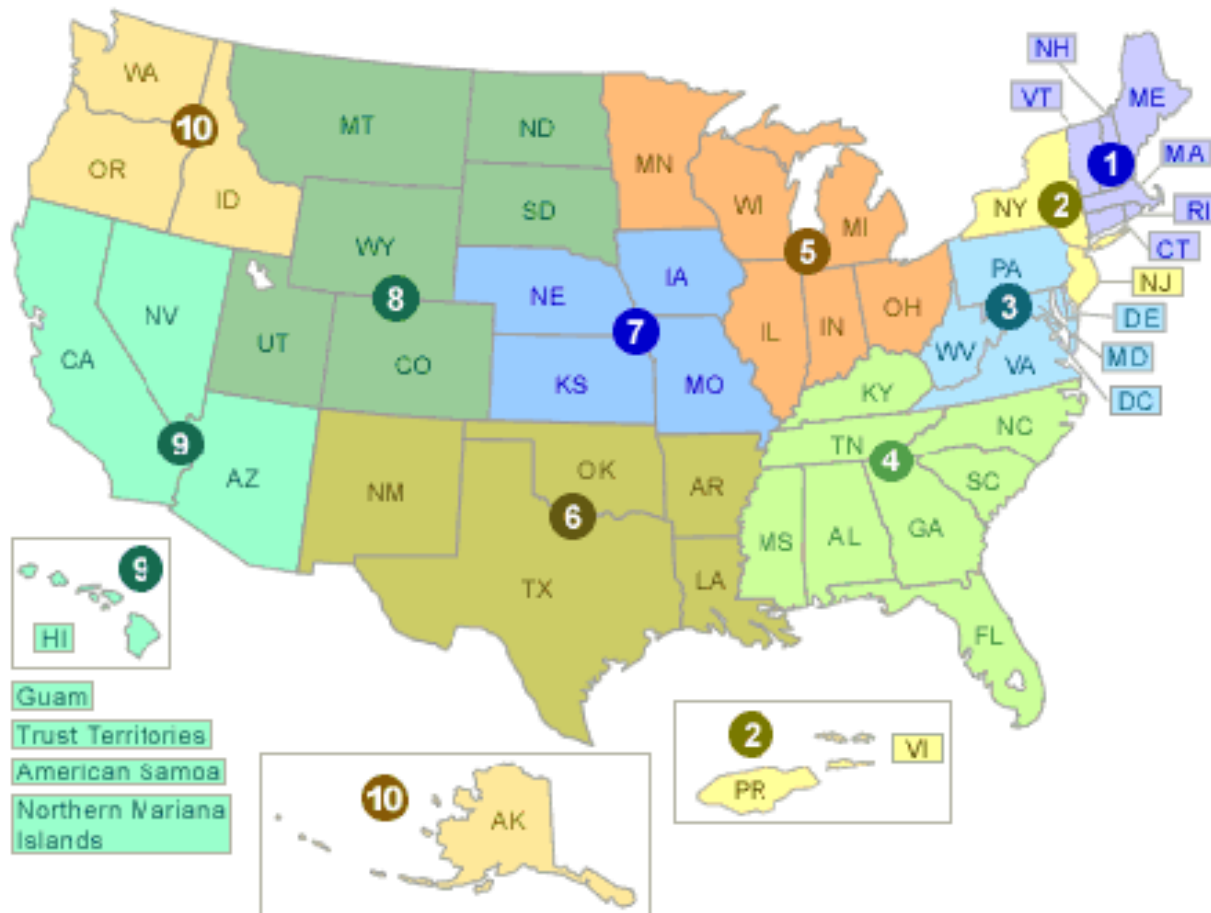 NH
WA
VT
ME
10
MT
ND
MN
1
MA
OR
ID
SD
WI
MI
NY
2
RI
WY
5
CT
PA
NV
8
NE
IA
3
NJ
UT
7
IL
IN
OH
DE
CA
CO
KS
MO
WV
VA
MD
KY
DC
9
TN
NC
4
AZ
NM
OK
AR
SC
6
MS
AL
GA
9
TX
LA
HI
FL
Guam
Trust Territories
2
VI
American Samoa
10
PR
Northern Mariana
Islands
AK